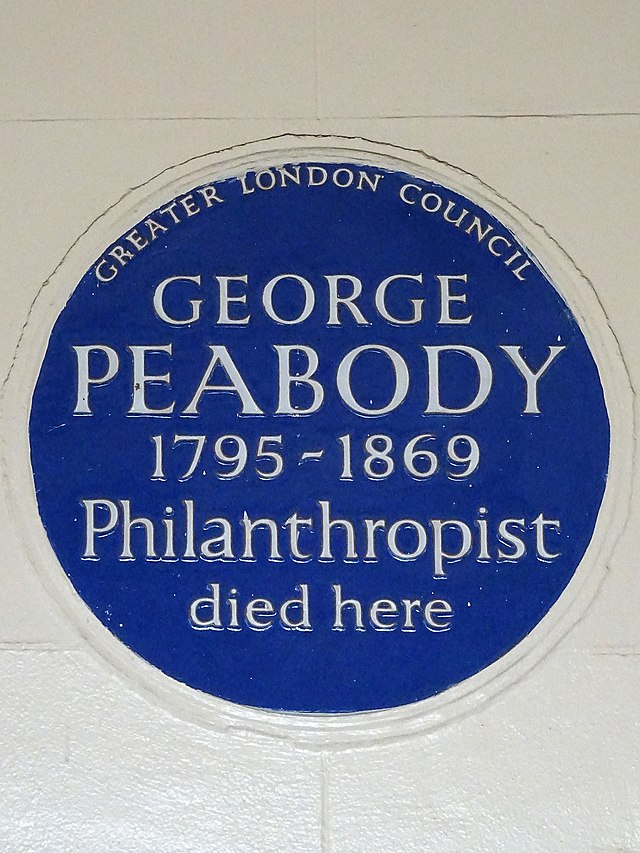 GREATER LONDON COUNCIL
GEORGE
PEABODY
1795-1869
Philanthropist
died here